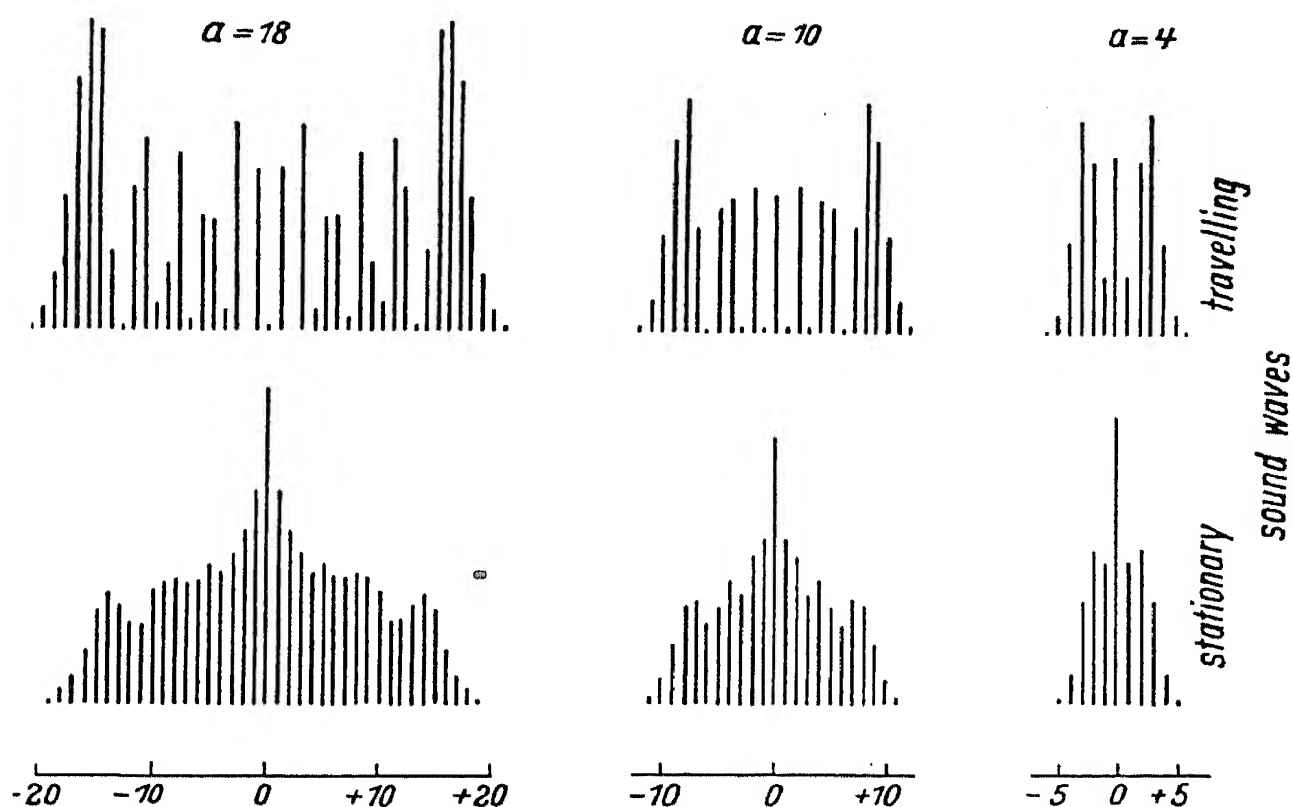 a = 18
a = 10
a = 4
travelling
stationary
sound waves
-20 -10 0 +10 +20
-10 0 +10
-5 0 +5